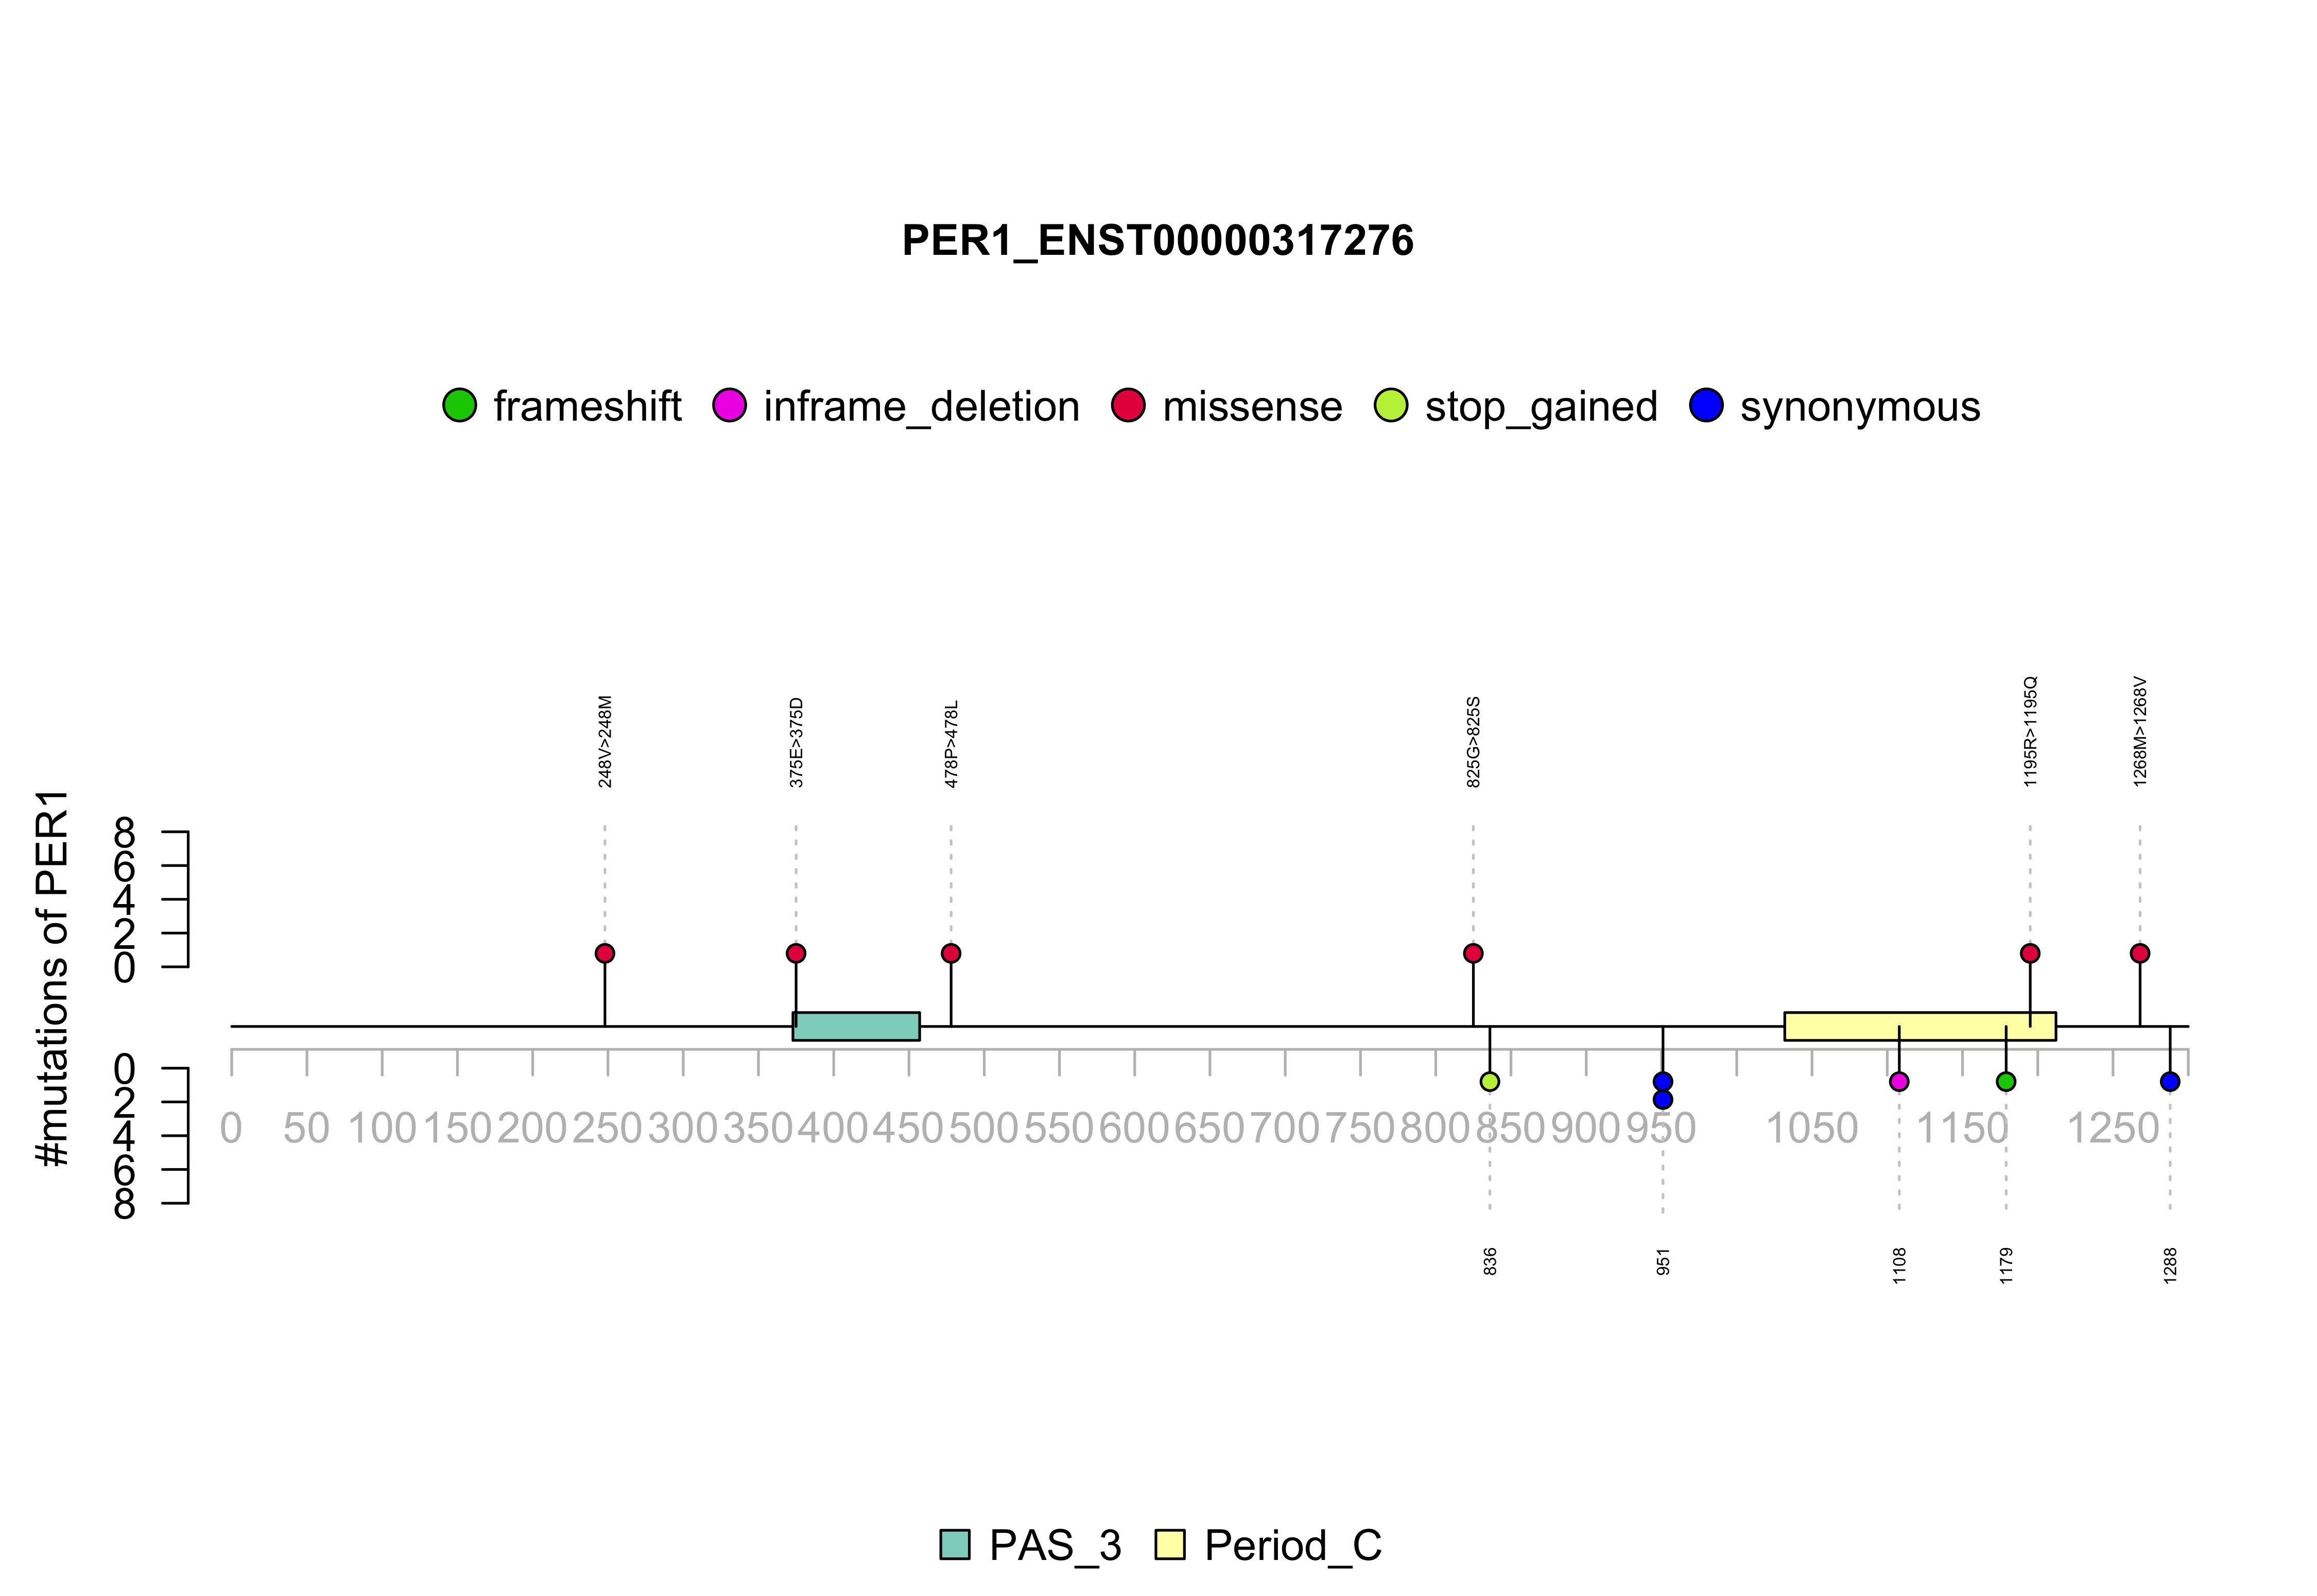 PER1_ENST00000317276
frameshift inframe_deletion missense stop_gained synonymous
248V>248M
375E>375D
478P>478L
825G>825S
1195R>1195Q
1268M>1268V
#mutations of PER1
8
6
4
2
0
0
2
4
6
8
0 50 100 150 200 250 300 350 400 450 500 550 600 650 700 750 800 850 900 950 1050 1150 1250
836
951
1108
1179
1288
PAS_3 Period_C